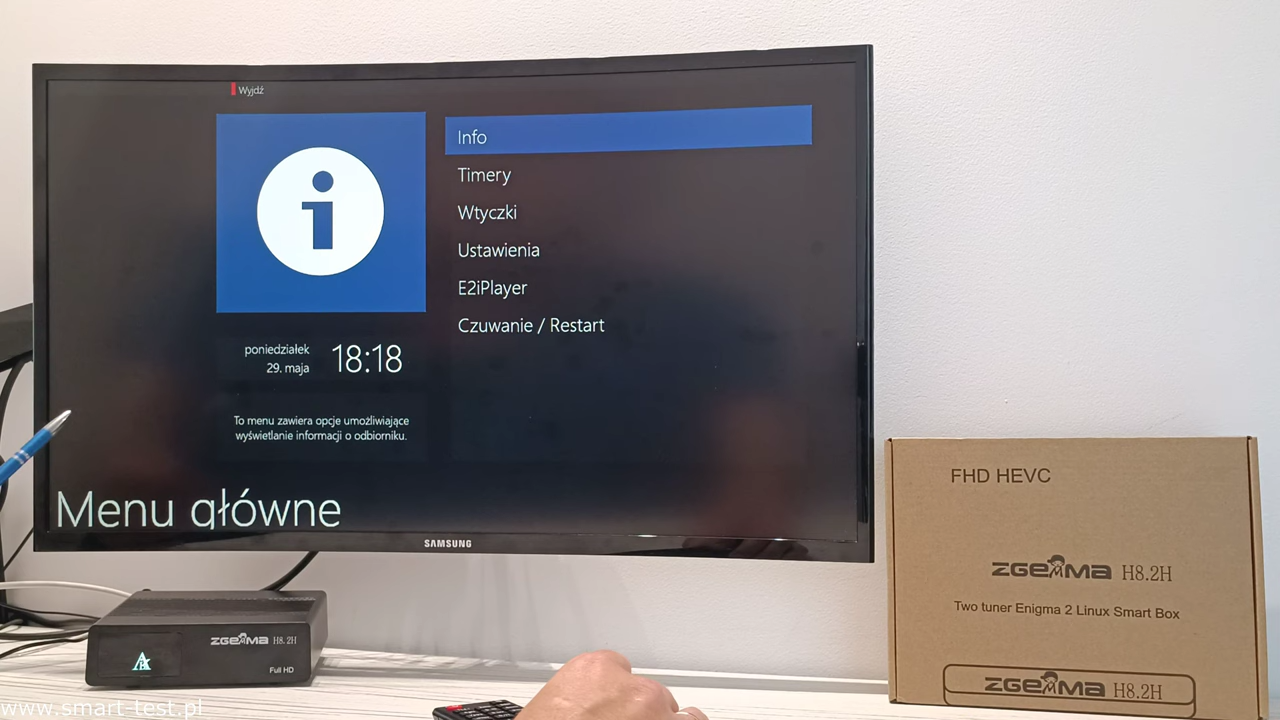 Wyjdź
Info
Timery
Wtyczki
Ustawienia
E2iPlayer
Czuwanie / Restart
poniedziałek
29. maja
18:18
To menu zawiera opcje umożliwiające
wyświetlanie informacji o odbiorniku.
Menu główne
SAMSUNG
FHD HEVC
ZGEMMA H8.2H
Two tuner Enigma 2 Linux Smart Box
ZGEMMA H8.2H
ZGEMMA H8.2H
Full HD
www.smart-test.pl